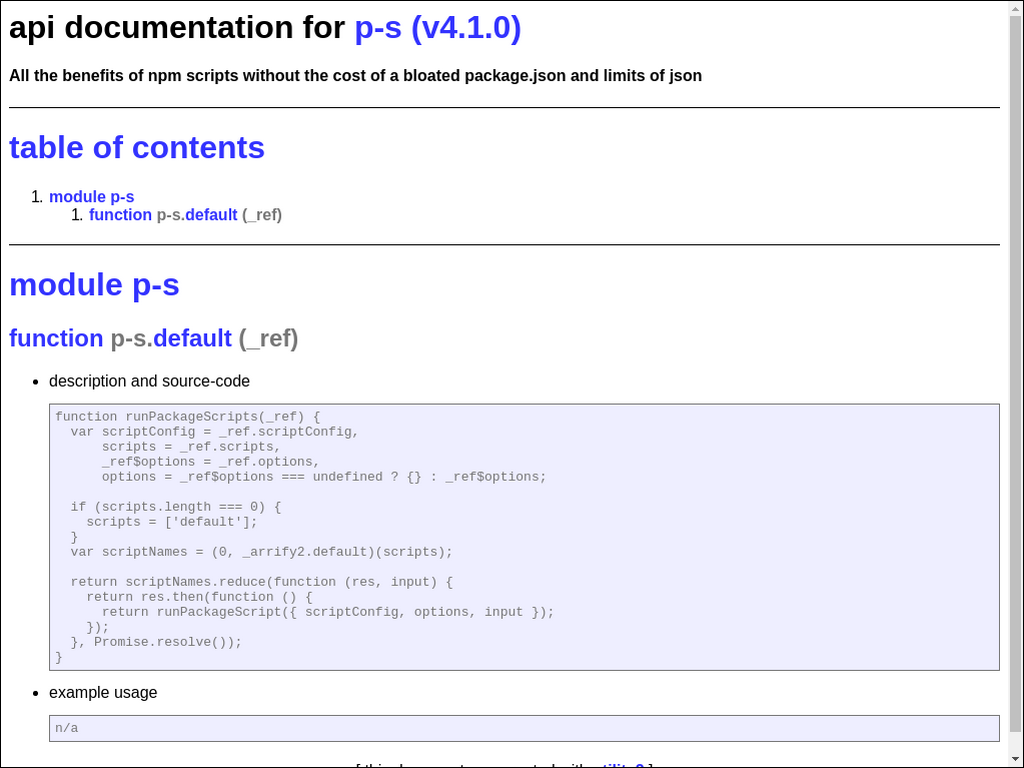 api documentation for p-s (v4.1.0)
All the benefits of npm scripts without the cost of a bloated package.json and limits of json
table of contents
1. module p-s
1. function p-s.default (_ref)
module p-s
function p-s.default (_ref)
• description and source-code
function runPackageScripts(_ref) {
  var scriptConfig = _ref.scriptConfig,
      scripts = _ref.scripts,
      _ref$options = _ref.options,
      options = _ref$options === undefined ? {} : _ref$options;

  if (scripts.length === 0) {
    scripts = ['default'];
  }
  var scriptNames = (0, _arrify2.default)(scripts);

  return scriptNames.reduce(function (res, input) {
    return res.then(function () {
      return runPackageScript({ scriptConfig, options, input });
    });
  }, Promise.resolve());
}
• example usage
n/a